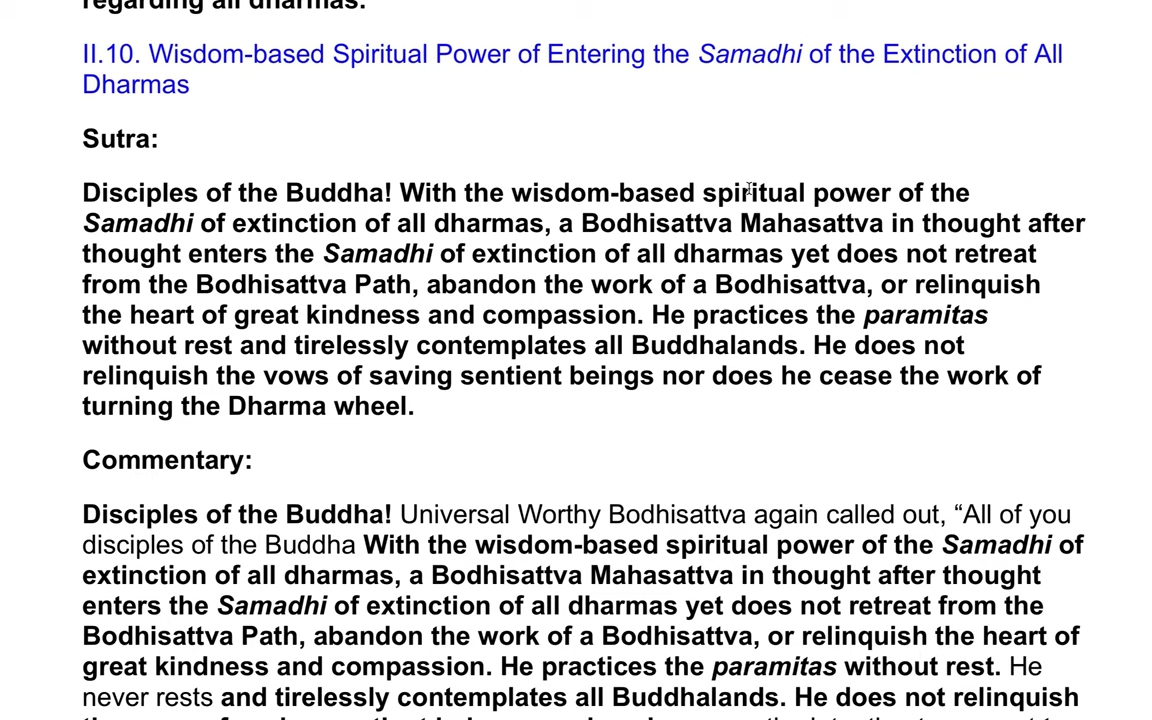 regarding all dharmas.
II.10. Wisdom-based Spiritual Power of Entering the Samadhi of the Extinction of All
Dharmas
Sutra:
Disciples of the Buddha! With the wisdom-based spiritual power of the
Samadhi of extinction of all dharmas, a Bodhisattva Mahasattva in thought after
thought enters the Samadhi of extinction of all dharmas yet does not retreat
from the Bodhisattva Path, abandon the work of a Bodhisattva, or relinquish
the heart of great kindness and compassion. He practices the paramitas
without rest and tirelessly contemplates all Buddhalands. He does not
relinquish the vows of saving sentient beings nor does he cease the work of
turning the Dharma wheel.
Commentary:
Disciples of the Buddha! Universal Worthy Bodhisattva again called out, “All of you
disciples of the Buddha With the wisdom-based spiritual power of the Samadhi of
extinction of all dharmas, a Bodhisattva Mahasattva in thought after thought
enters the Samadhi of extinction of all dharmas yet does not retreat from the
Bodhisattva Path, abandon the work of a Bodhisattva, or relinquish the heart of
great kindness and compassion. He practices the paramitas without rest. He
never rests and tirelessly contemplates all Buddhalands. He does not relinquish